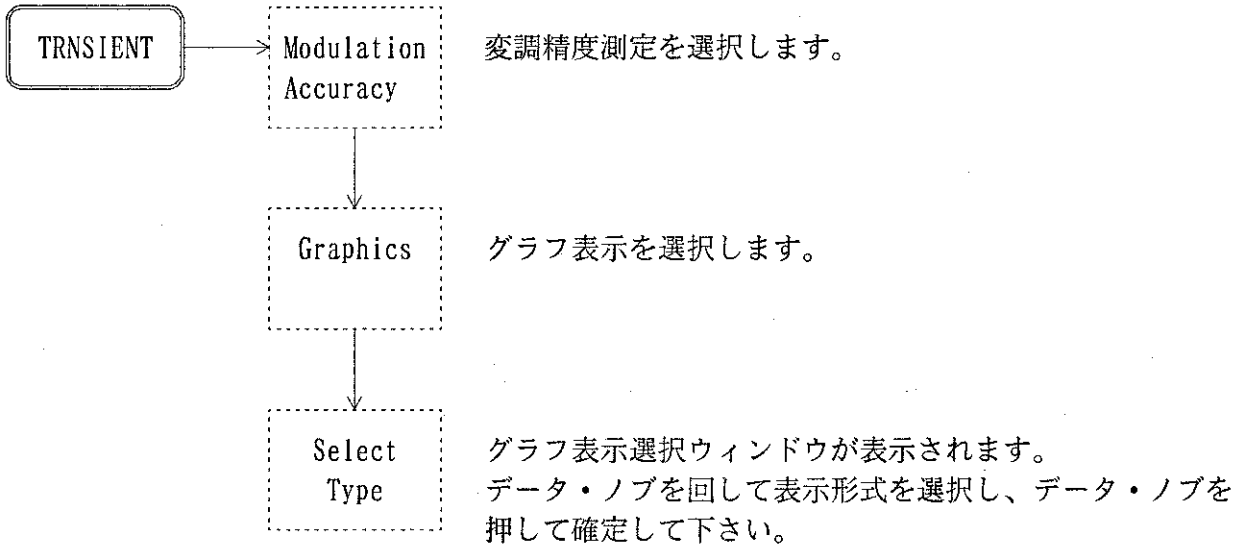 TRNSIENT
Modulation
Accuracy
変調精度測定を選択します。
Graphics
グラフ表示を選択します。
Select
Type
グラフ表示選択ウィンドウが表示されます。
データ・ノブを回して表示形式を選択し、データ・ノブを
押して確定して下さい。